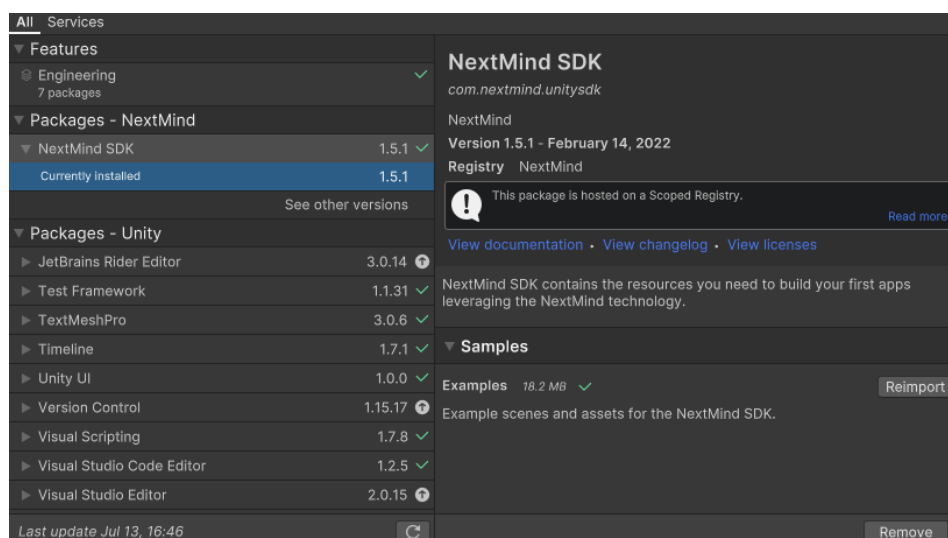 All Services
Features
Engineering
7 packages
Packages - NextMind
NextMind SDK 1.5.1
Currently installed 1.5.1
See other versions
Packages - Unity
JetBrains Rider Editor 3.0.14
Test Framework 1.1.31
TextMeshPro 3.0.6
Timeline 1.7.1
Unity UI 1.0.0
Version Control 1.15.17
Visual Scripting 1.7.8
Visual Studio Code Editor 1.2.5
Visual Studio Editor 2.0.15
Last update Jul 13, 16:46
NextMind SDK
com.nextmind.unitysdk
NextMind
Version 1.5.1 - February 14, 2022
Registry NextMind
This package is hosted on a Scoped Registry.
Read more
View documentation • View changelog • View licenses
NextMind SDK contains the resources you need to build your first apps
leveraging the NextMind technology.
Samples
Examples 18.2 MB Reimport
Example scenes and assets for the NextMind SDK.
Remove